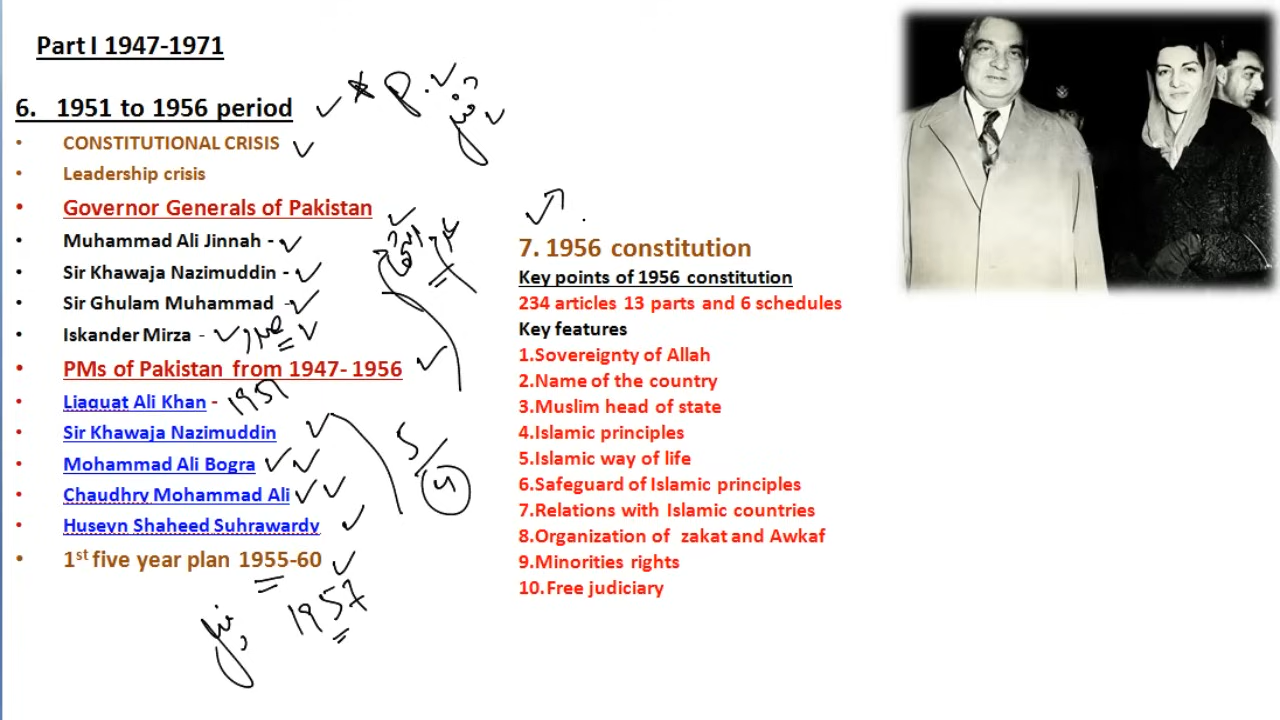 Part I 1947-1971
6. 1951 to 1956 period
• CONSTITUTIONAL CRISIS
• Leadership crisis
• Governor Generals of Pakistan
• Muhammad Ali Jinnah -
• Sir Khawaja Nazimuddin -
• Sir Ghulam Muhammad -
• Iskander Mirza -
• PMs of Pakistan from 1947- 1956
• Liaquat Ali Khan - 1951
• Sir Khawaja Nazimuddin
• Mohammad Ali Bogra
• Chaudhry Mohammad Ali
• Huseyn Shaheed Suhrawardy
• 1st five year plan 1955-60
1957
7. 1956 constitution
Key points of 1956 constitution
234 articles 13 parts and 6 schedules
Key features
1.Sovereignty of Allah
2.Name of the country
3.Muslim head of state
4.Islamic principles
5.Islamic way of life
6.Safeguard of Islamic principles
7.Relations with Islamic countries
8.Organization of zakat and Awkaf
9.Minorities rights
10.Free judiciary